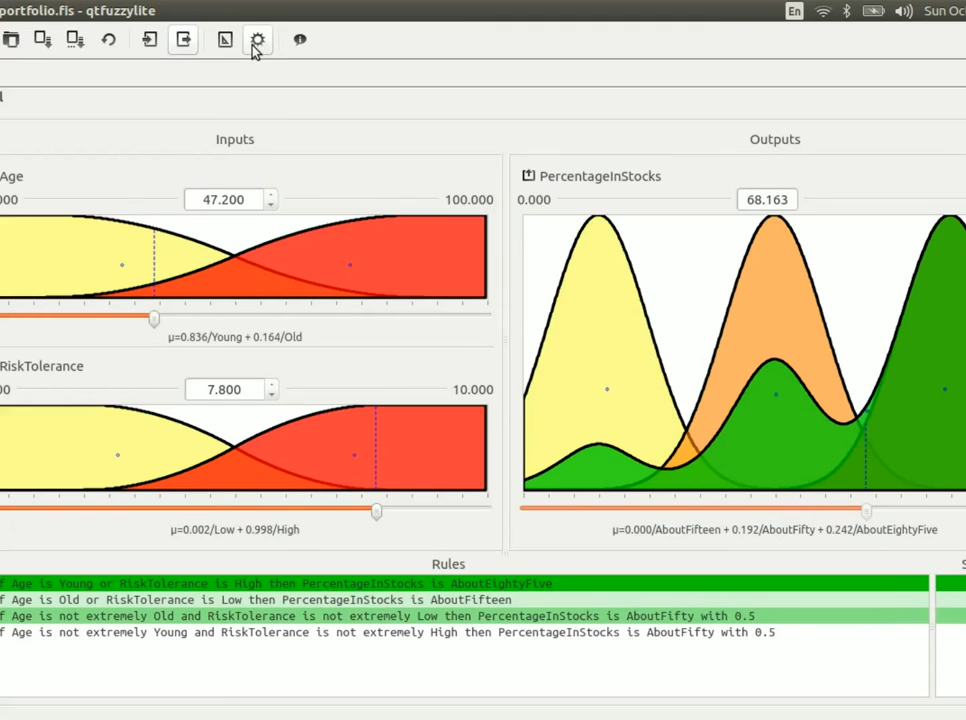 portfolio.fis - qtfuzzylite
En
Sun Oc
l
Inputs
Outputs
Age
PercentageInStocks
000
47.200
100.000
0.000
68.163
μ=0.836/Young + 0.164/Old
RiskTolerance
00
7.800
10.000
μ=0.002/Low + 0.998/High
μ=0.000/AboutFifteen + 0.192/AboutFifty + 0.242/AboutEightyFive
Rules
S
f Age is Young or RiskTolerance is High then PercentageInStocks is AboutEightyFive
f Age is Old or RiskTolerance is Low then PercentageInStocks is AboutFifteen
f Age is not extremely Old and RiskTolerance is not extremely Low then PercentageInStocks is AboutFifty with 0.5
f Age is not extremely Young and RiskTolerance is not extremely High then PercentageInStocks is AboutFifty with 0.5